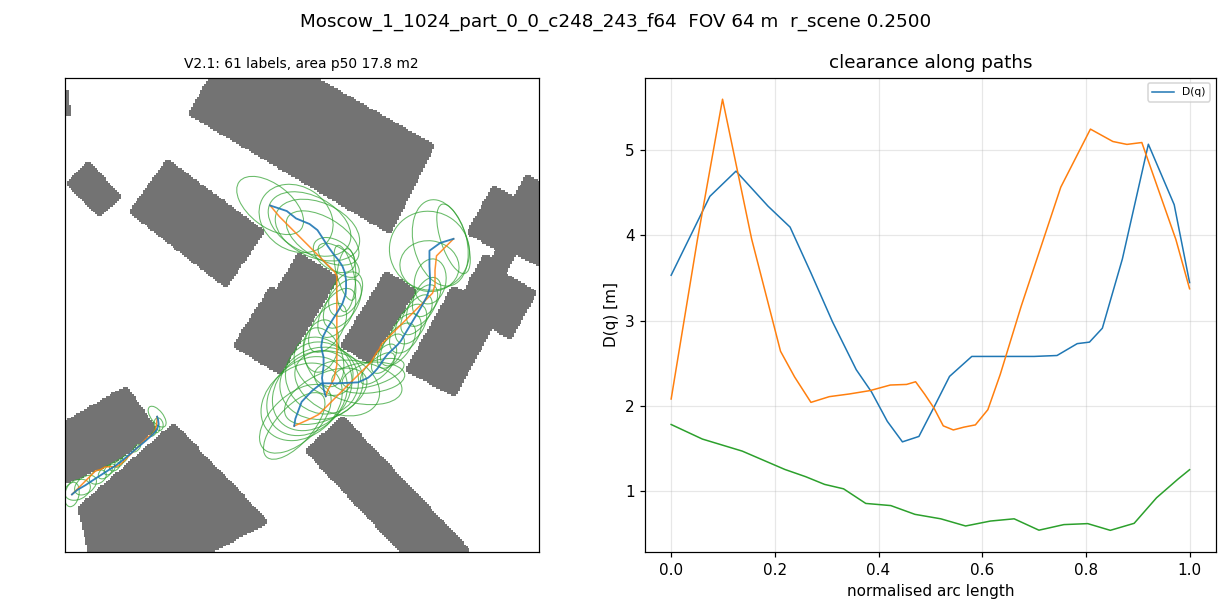 Moscow_1_1024_part_0_0_c248_243_f64  FOV 64 m  r_scene 0.2500
V2.1: 61 labels, area p50 17.8 m2
clearance along paths
D(q)
5
4
3
2
1
D(q) [m]
0.0 0.2 0.4 0.6 0.8 1.0
normalised arc length